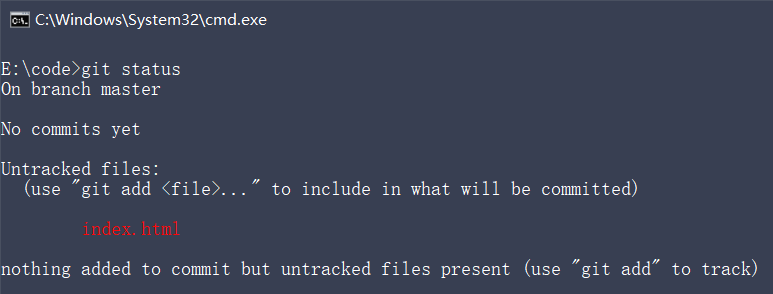 C:\Windows\System32\cmd.exe
E:\code>git status
On branch master
No commits yet
Untracked files:
(use "git add <file>..." to include in what will be committed)
index.html
nothing added to commit but untracked files present (use "git add" to track)